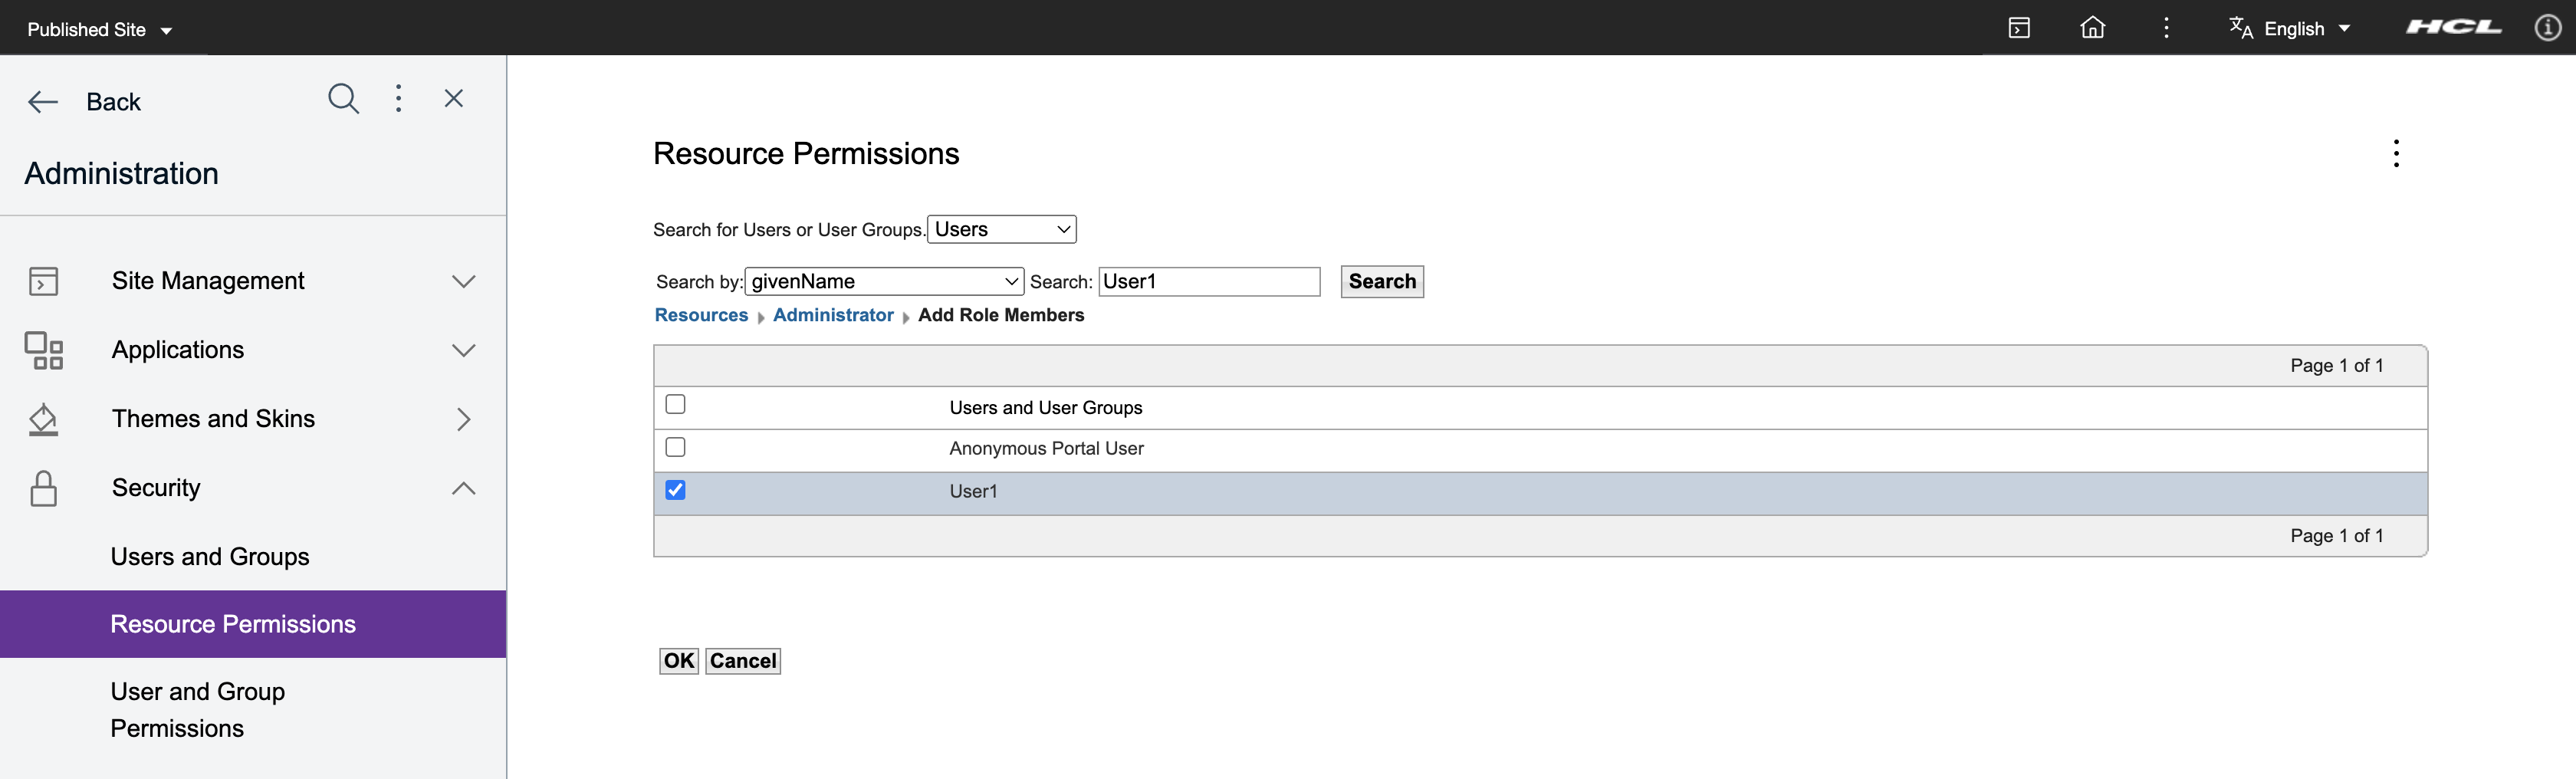 Published Site
English
HCL
Back
Administration
Site Management
Applications
Themes and Skins
Security
Users and Groups
Resource Permissions
User and Group
Permissions
Resource Permissions
Search for Users or User Groups. Users
Search by: givenName Search: User1 Search
Resources Administrator Add Role Members
Page 1 of 1
Users and User Groups
Anonymous Portal User
User1
Page 1 of 1
OK Cancel